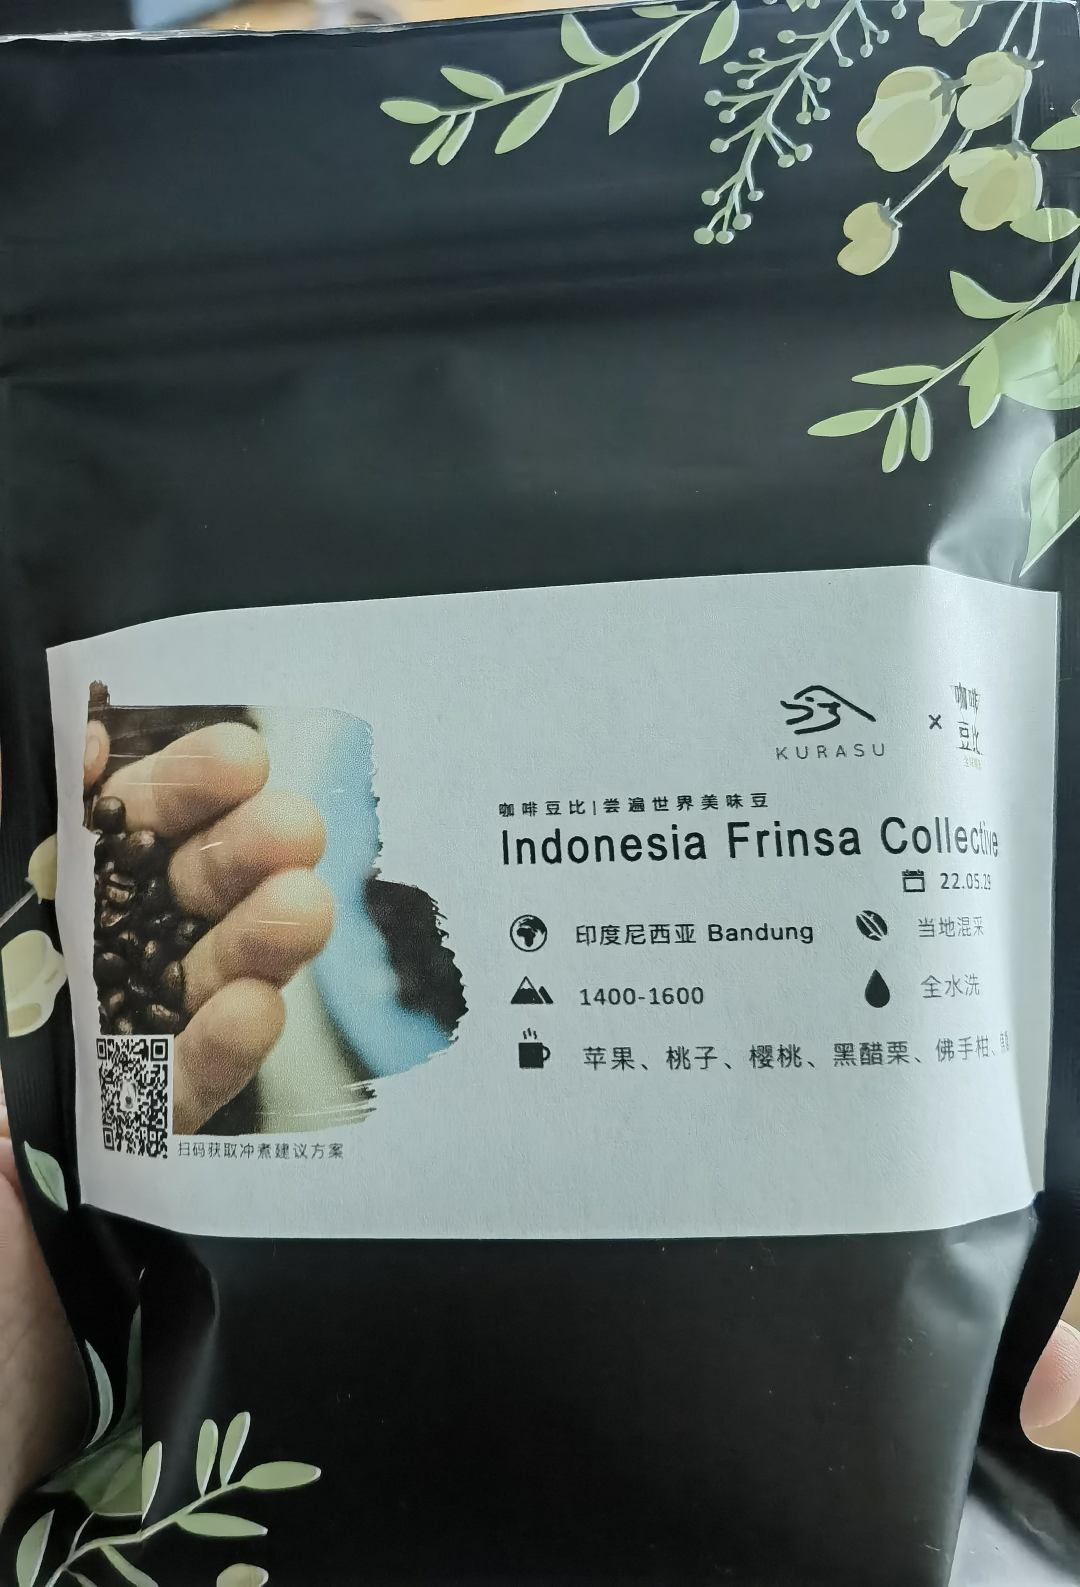 KURASU
x
咖啡
豆比
咖啡豆比|尝遍世界美味豆
Indonesia Frinsa Collective
22.05.29
印度尼西亚 Bandung
当地混采
1400-1600
全水洗
苹果、桃子、樱桃、黑醋栗、佛手柑、
扫码获取冲煮建议方案